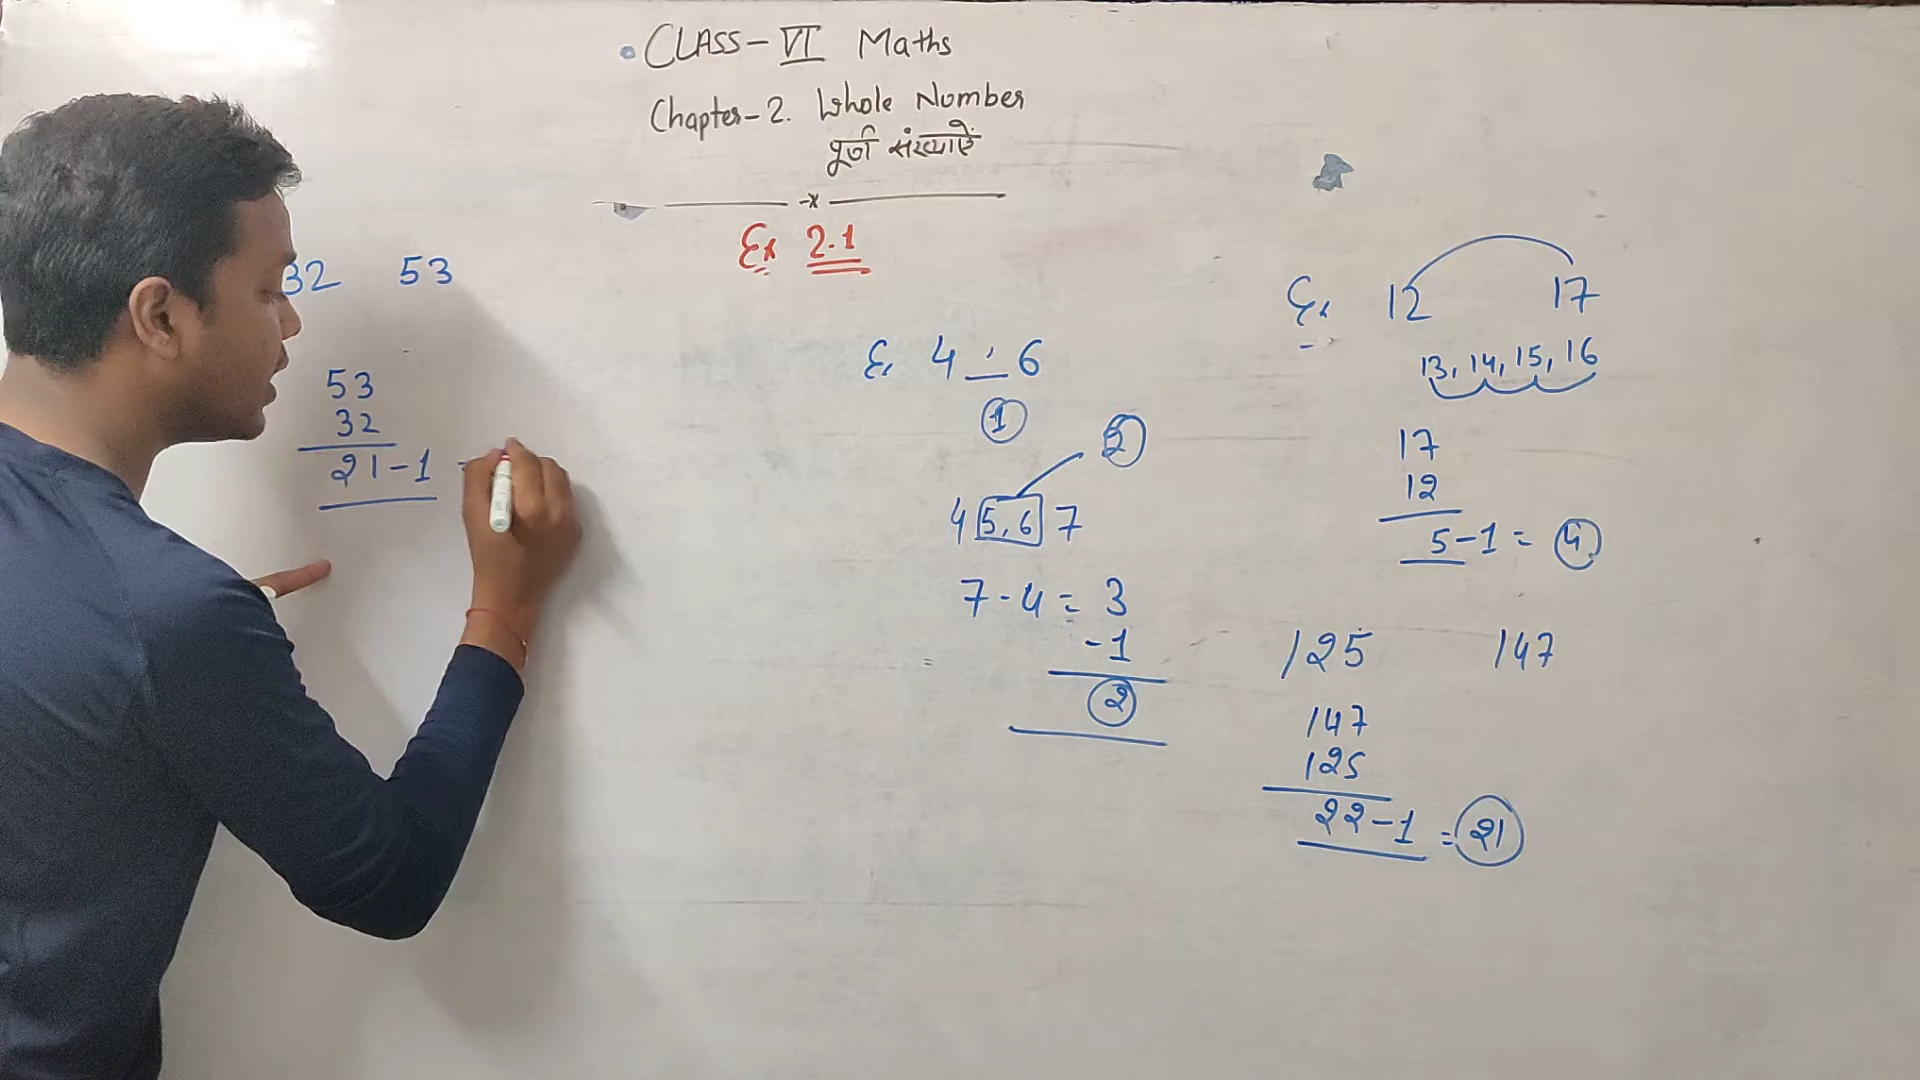 CLASS-VI Maths
Chapter-2. Whole Number
पूर्ण संख्याऐं
x
Ex 2.1
32 53
53
32
21-1
Ex 4 , 6
1
2
4 5,6 7
7-4 = 3
-1
=
2
Ex 12 17
13, 14, 15, 16
17
12
5-1 = 4
125 147
147
125
22-1 = 21